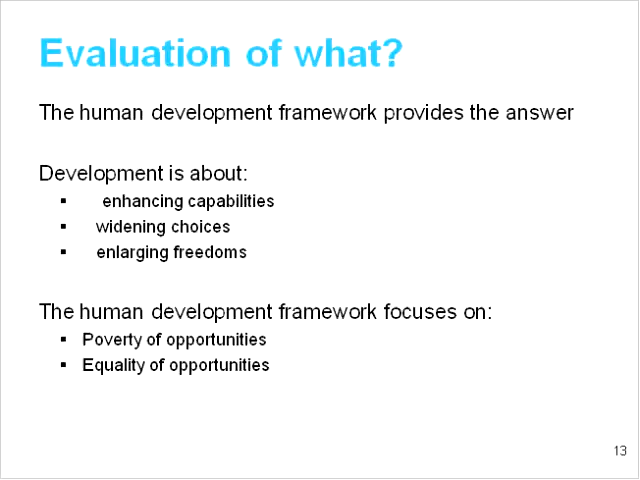 Evaluation of what?
The human development framework provides the answer
Development is about:
▪ enhancing capabilities
▪ widening choices
▪ enlarging freedoms
The human development framework focuses on:
▪ Poverty of opportunities
▪ Equality of opportunities
13